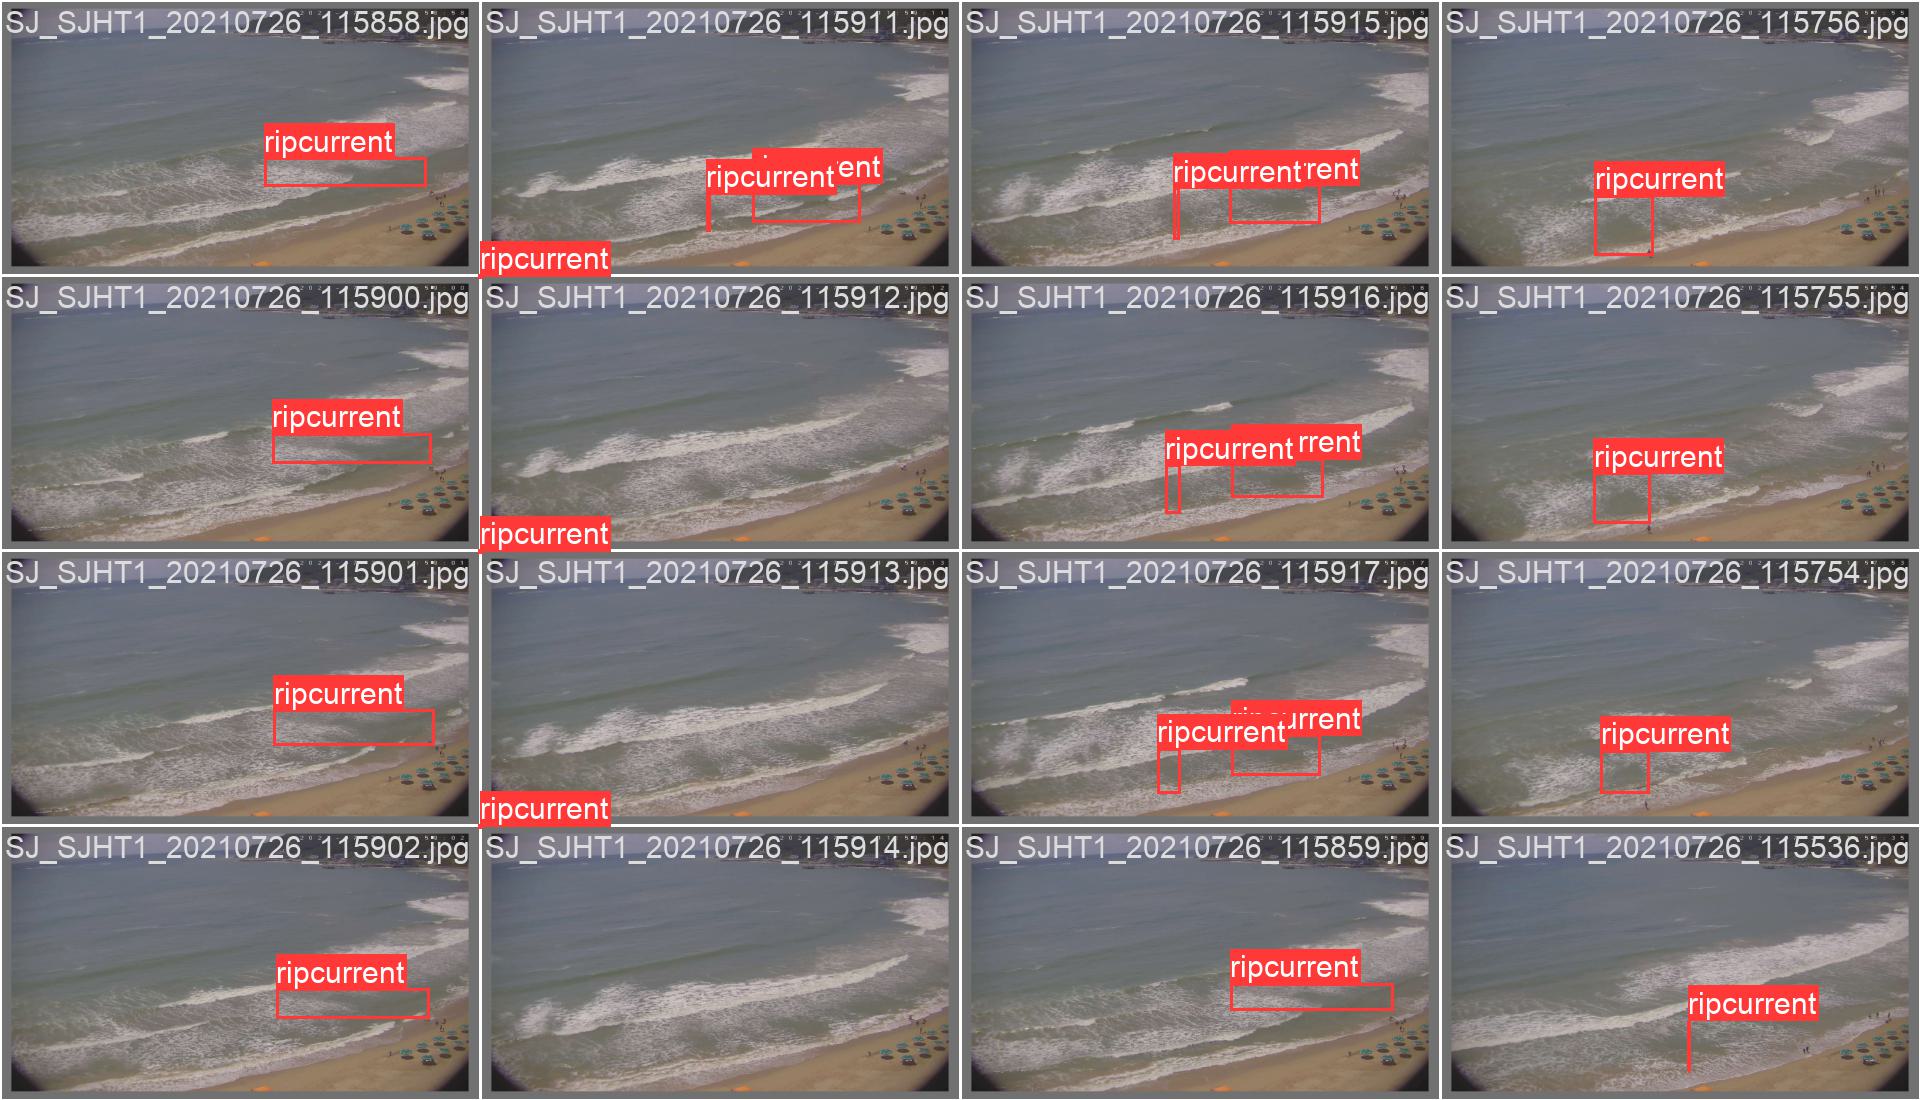 SJ_SJHT1_20210726_115858.jpg
SJ_SJHT1_20210726_115911.jpg
SJ_SJHT1_20210726_115915.jpg
SJ_SJHT1_20210726_115756.jpg
ripcurrent
ripcurrent
ripcurrent
ripcurrent
ripcurrent
SJ_SJHT1_20210726_115900.jpg
SJ_SJHT1_20210726_115912.jpg
SJ_SJHT1_20210726_115916.jpg
SJ_SJHT1_20210726_115755.jpg
ripcurrent
ripcurrent
rrent
ripcurrent
ripcurrent
SJ_SJHT1_20210726_115901.jpg
SJ_SJHT1_20210726_115913.jpg
SJ_SJHT1_20210726_115917.jpg
SJ_SJHT1_20210726_115754.jpg
ripcurrent
ripcurrent
ripcurrent
ripcurrent
SJ_SJHT1_20210726_115902.jpg
SJ_SJHT1_20210726_115914.jpg
SJ_SJHT1_20210726_115859.jpg
SJ_SJHT1_20210726_115536.jpg
ripcurrent
ripcurrent
ripcurrent